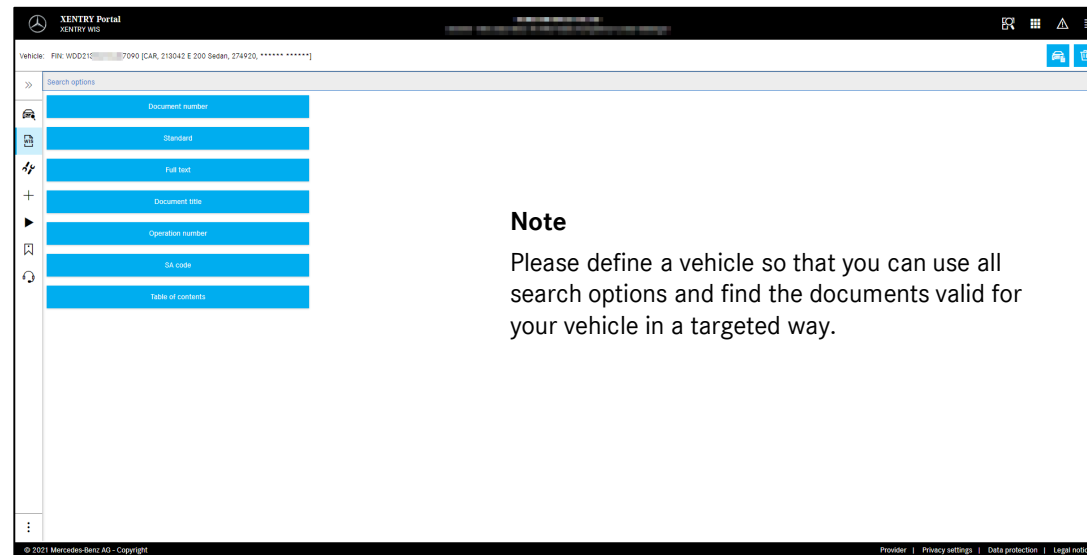 XENTRY Portal
XENTRY WIS
Vehicle: FIN: WDD213 7090 [CAR, 213042 E 200 Sedan, 274920, ****** ******]
Search options
Document number
Standard
WIS
Full text
Document title
Operation number
SA code
Table of contents
Note
Please define a vehicle so that you can use all
search options and find the documents valid for
your vehicle in a targeted way.
© 2021 Mercedes-Benz AG - Copyright
Provider | Privacy settings | Data protection | Legal